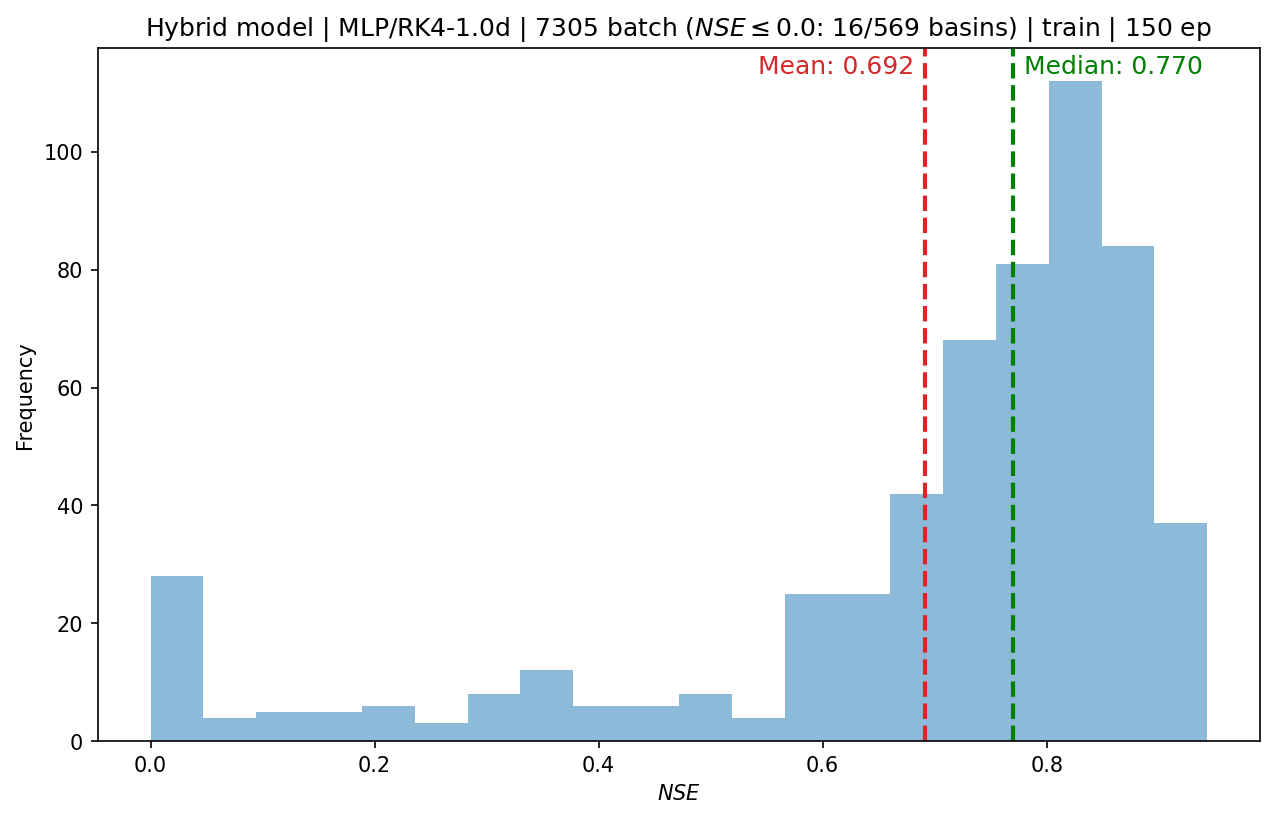 Hybrid model | MLP/RK4-1.0d | 7305 batch (NSE ≤ 0.0: 16/569 basins) | train | 150 ep
Mean: 0.692
Median: 0.770
100
80
60
40
20
0
Frequency
0.0 0.2 0.4 0.6 0.8
NSE